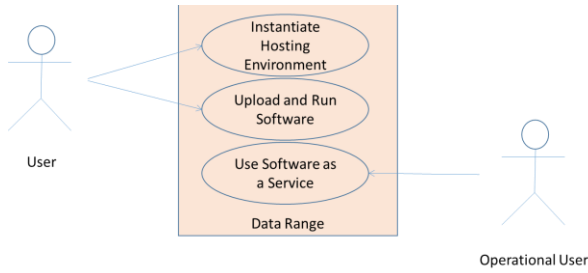 Instantiate
Hosting
Environment
Upload and Run
Software
User
Use Software as
a Service
Data Range
Operational User